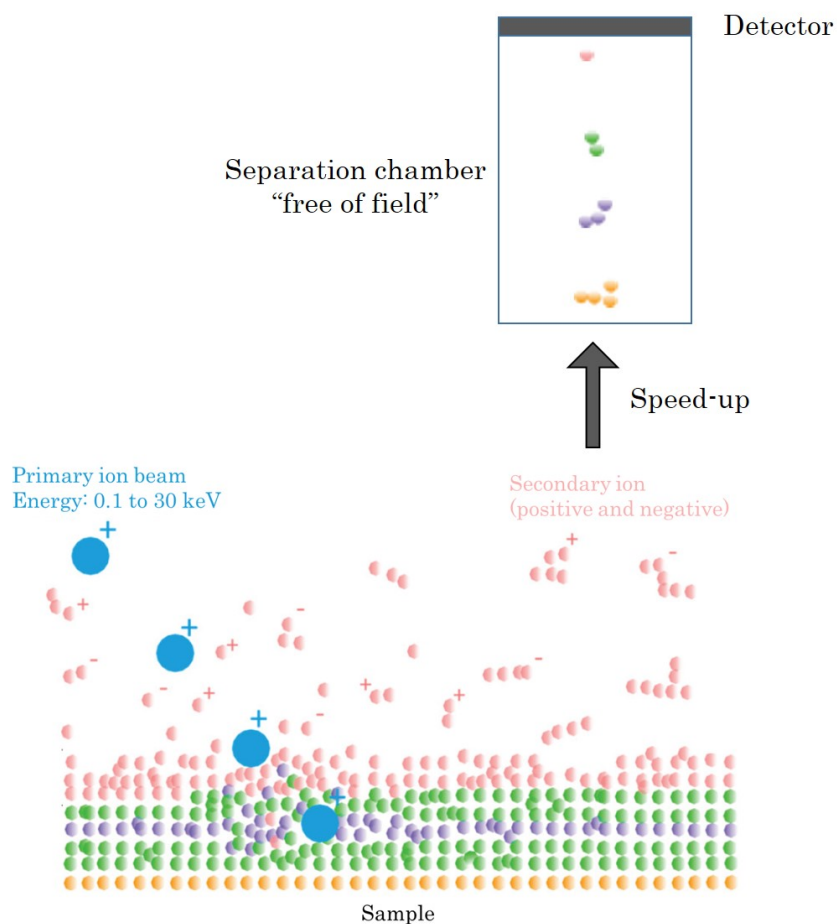 Detector
Separation chamber
“free of field”
Speed-up
Primary ion beam
Energy: 0.1 to 30 keV
Secondary ion
(positive and negative)
+
+
-
+
-
+
+
+
-
-
-
+
+
+
+
-
-
+
Sample